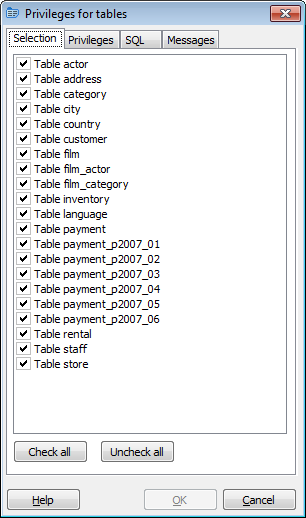 Privileges for tables
Selection Privileges SQL Messages
Table actor
Table address
Table category
Table city
Table country
Table customer
Table film
Table film_actor
Table film_category
Table inventory
Table language
Table payment
Table payment_p2007_01
Table payment_p2007_02
Table payment_p2007_03
Table payment_p2007_04
Table payment_p2007_05
Table payment_p2007_06
Table rental
Table staff
Table store
Check all Uncheck all
Help OK Cancel